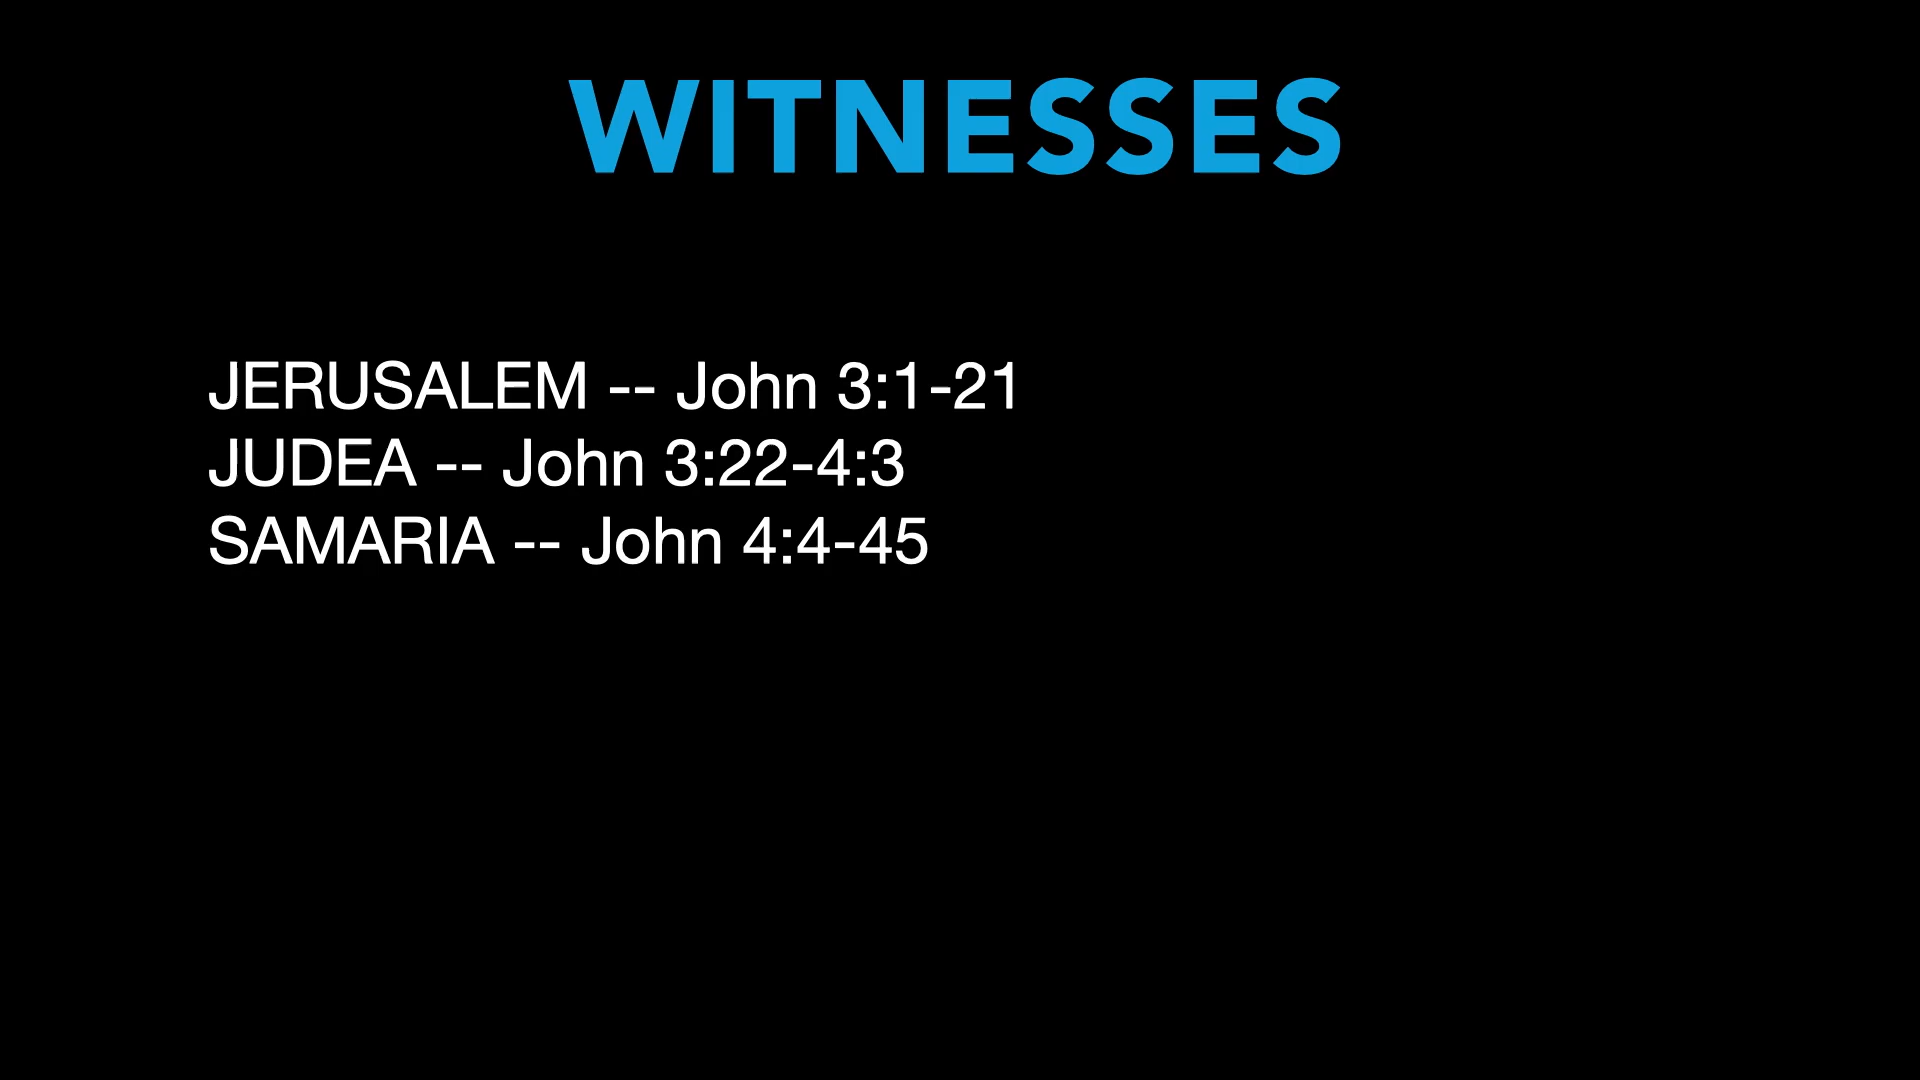 WITNESSES
JERUSALEM -- John 3:1-21
JUDEA -- John 3:22-4:3
SAMARIA -- John 4:4-45